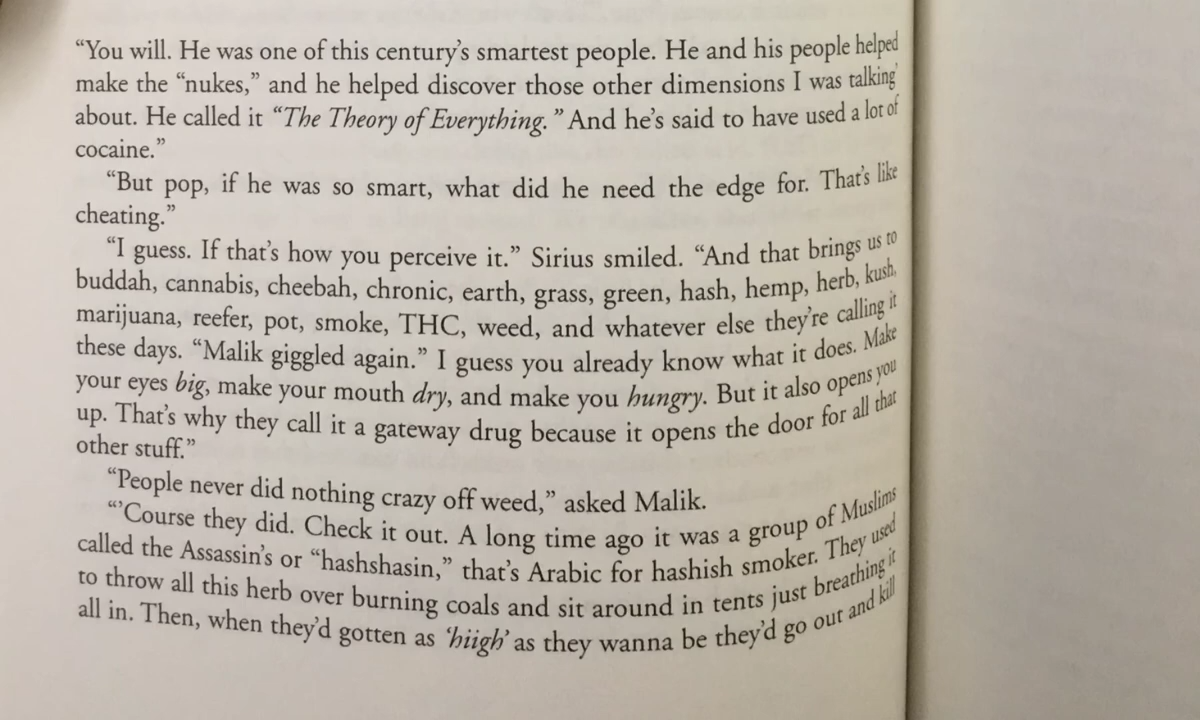 “You will. He was one of this century’s smartest people. He and his people helped
make the “nukes,” and he helped discover those other dimensions I was talking
about. He called it “The Theory of Everything. ” And he’s said to have used a lot of
cocaine.”
“But pop, if he was so smart, what did he need the edge for. That’s like
cheating.”
“I guess. If that’s how you perceive it.” Sirius smiled. “And that brings us to
buddah, cannabis, cheebah, chronic, earth, grass, green, hash, hemp, herb, kush,
marijuana, reefer, pot, smoke, THC, weed, and whatever else they’re calling it
these days. “Malik giggled again.” I guess you already know what it does. Make
your eyes big, make your mouth dry, and make you hungry. But it also opens you
up. That’s why they call it a gateway drug because it opens the door for all that
other stuff.”
“People never did nothing crazy off weed,” asked Malik.
“’Course they did. Check it out. A long time ago it was a group of Muslims
called the Assassin’s or “hashshasin,” that’s Arabic for hashish smoker. They used
to throw all this herb over burning coals and sit around in tents just breathing it
all in. Then, when they’d gotten as ‘hiigh’ as they wanna be they’d go out and kill